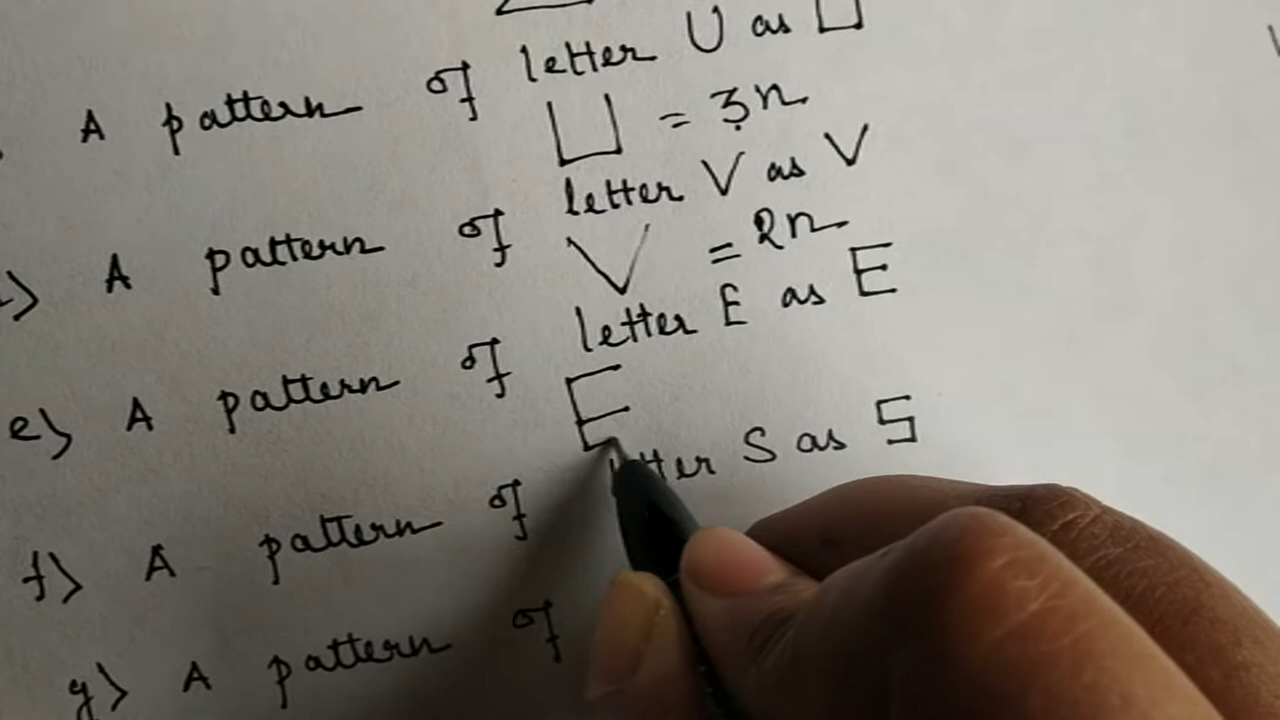 A pattern of letter U as U
U = 3n
A pattern of letter V as V
V = 2n
e) A pattern of letter E as E
E
f) A pattern of letter S as S
g) A pattern of